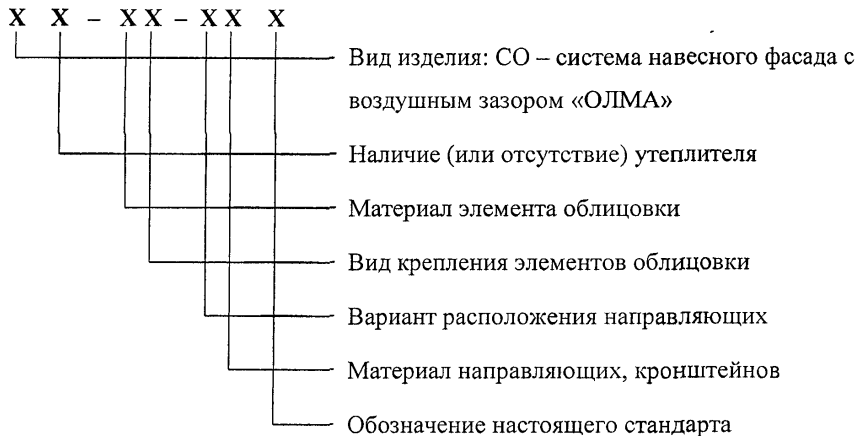 X X – X X – X X X
Вид изделия: СО – система навесного фасада с
воздушным зазором «ОЛМА»
Наличие (или отсутствие) утеплителя
Материал элемента облицовки
Вид крепления элементов облицовки
Вариант расположения направляющих
Материал направляющих, кронштейнов
Обозначение настоящего стандарта